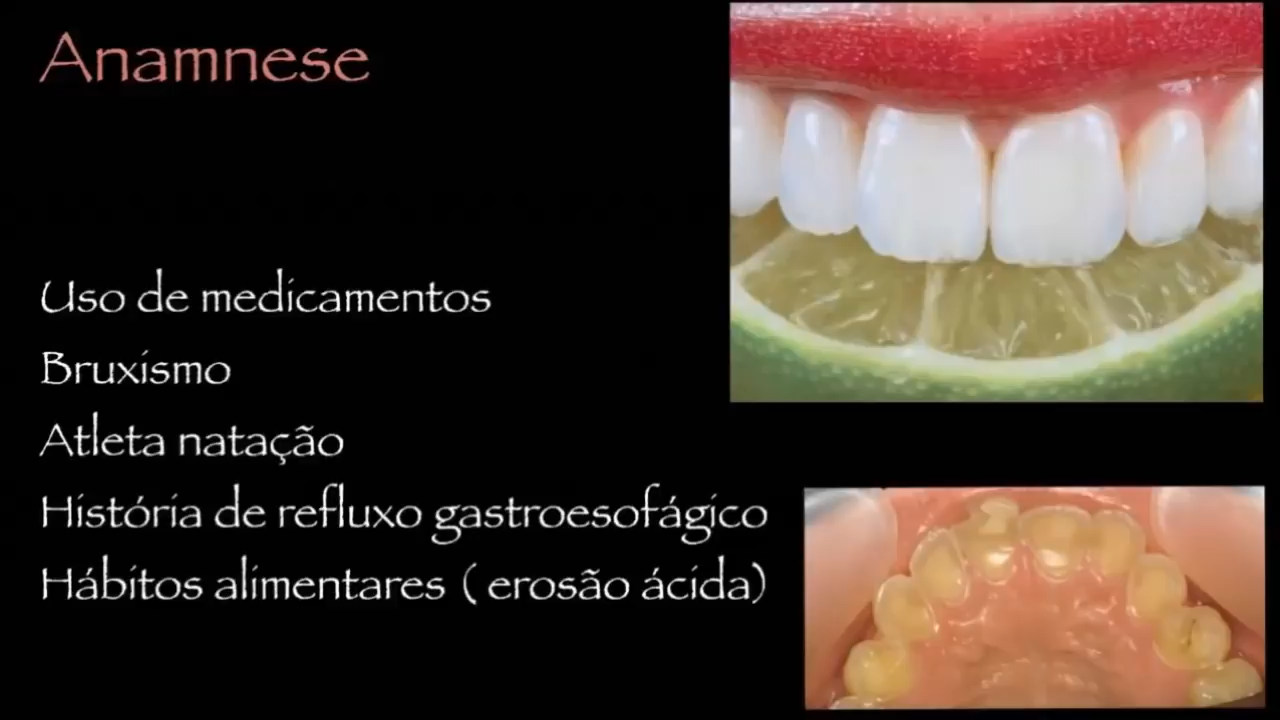 Anamnese
Uso de medicamentos
Bruxismo
Atleta natação
História de refluxo gastroesofágico
Hábitos alimentares ( erosão ácida)